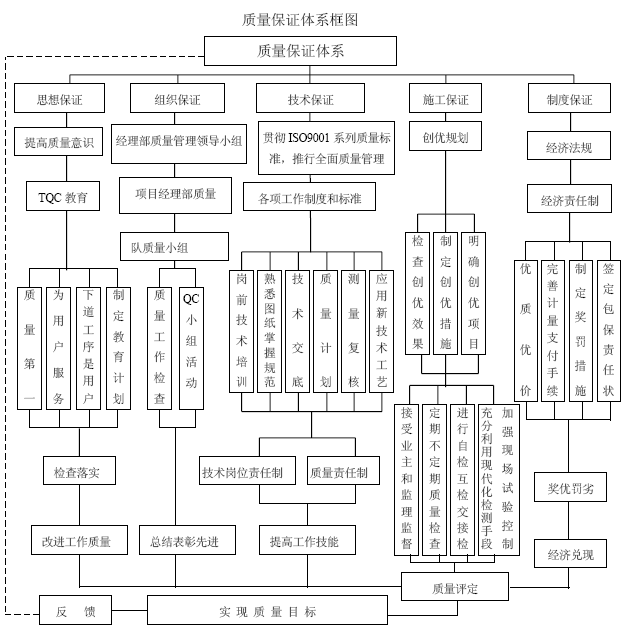 质量保证体系框图
质量保证体系
思想保证
组织保证
技术保证
施工保证
制度保证
提高质量意识
经理部质量管理领导小组
贯彻ISO9001系列质量标
准，推行全面质量管理
创优规划
经济法规
TQC教育
项目经理部质量
各项工作制度和标准
经济责任制
队质量小组
质量第一
为用户服务
下道工序是用户
制定教育计划
质量工作检查
QC小组活动
岗前技术培训
熟悉图纸掌握规范
技术交底
质量计划
测量复核
应用新技术工艺
检查创优效果
制定创优措施
明确创优项目
优质优价
完善计量支付手续
制定奖罚措施
签定包保责任状
接受业主和监理监督
定期不定期质量检查
进行自检互检交接检
充分利用现代化检测手段
加强现场试验控制
检查落实
技术岗位责任制
质量责任制
奖优罚劣
改进工作质量
总结表彰先进
提高工作技能
经济兑现
质量评定
反馈
实现质量目标